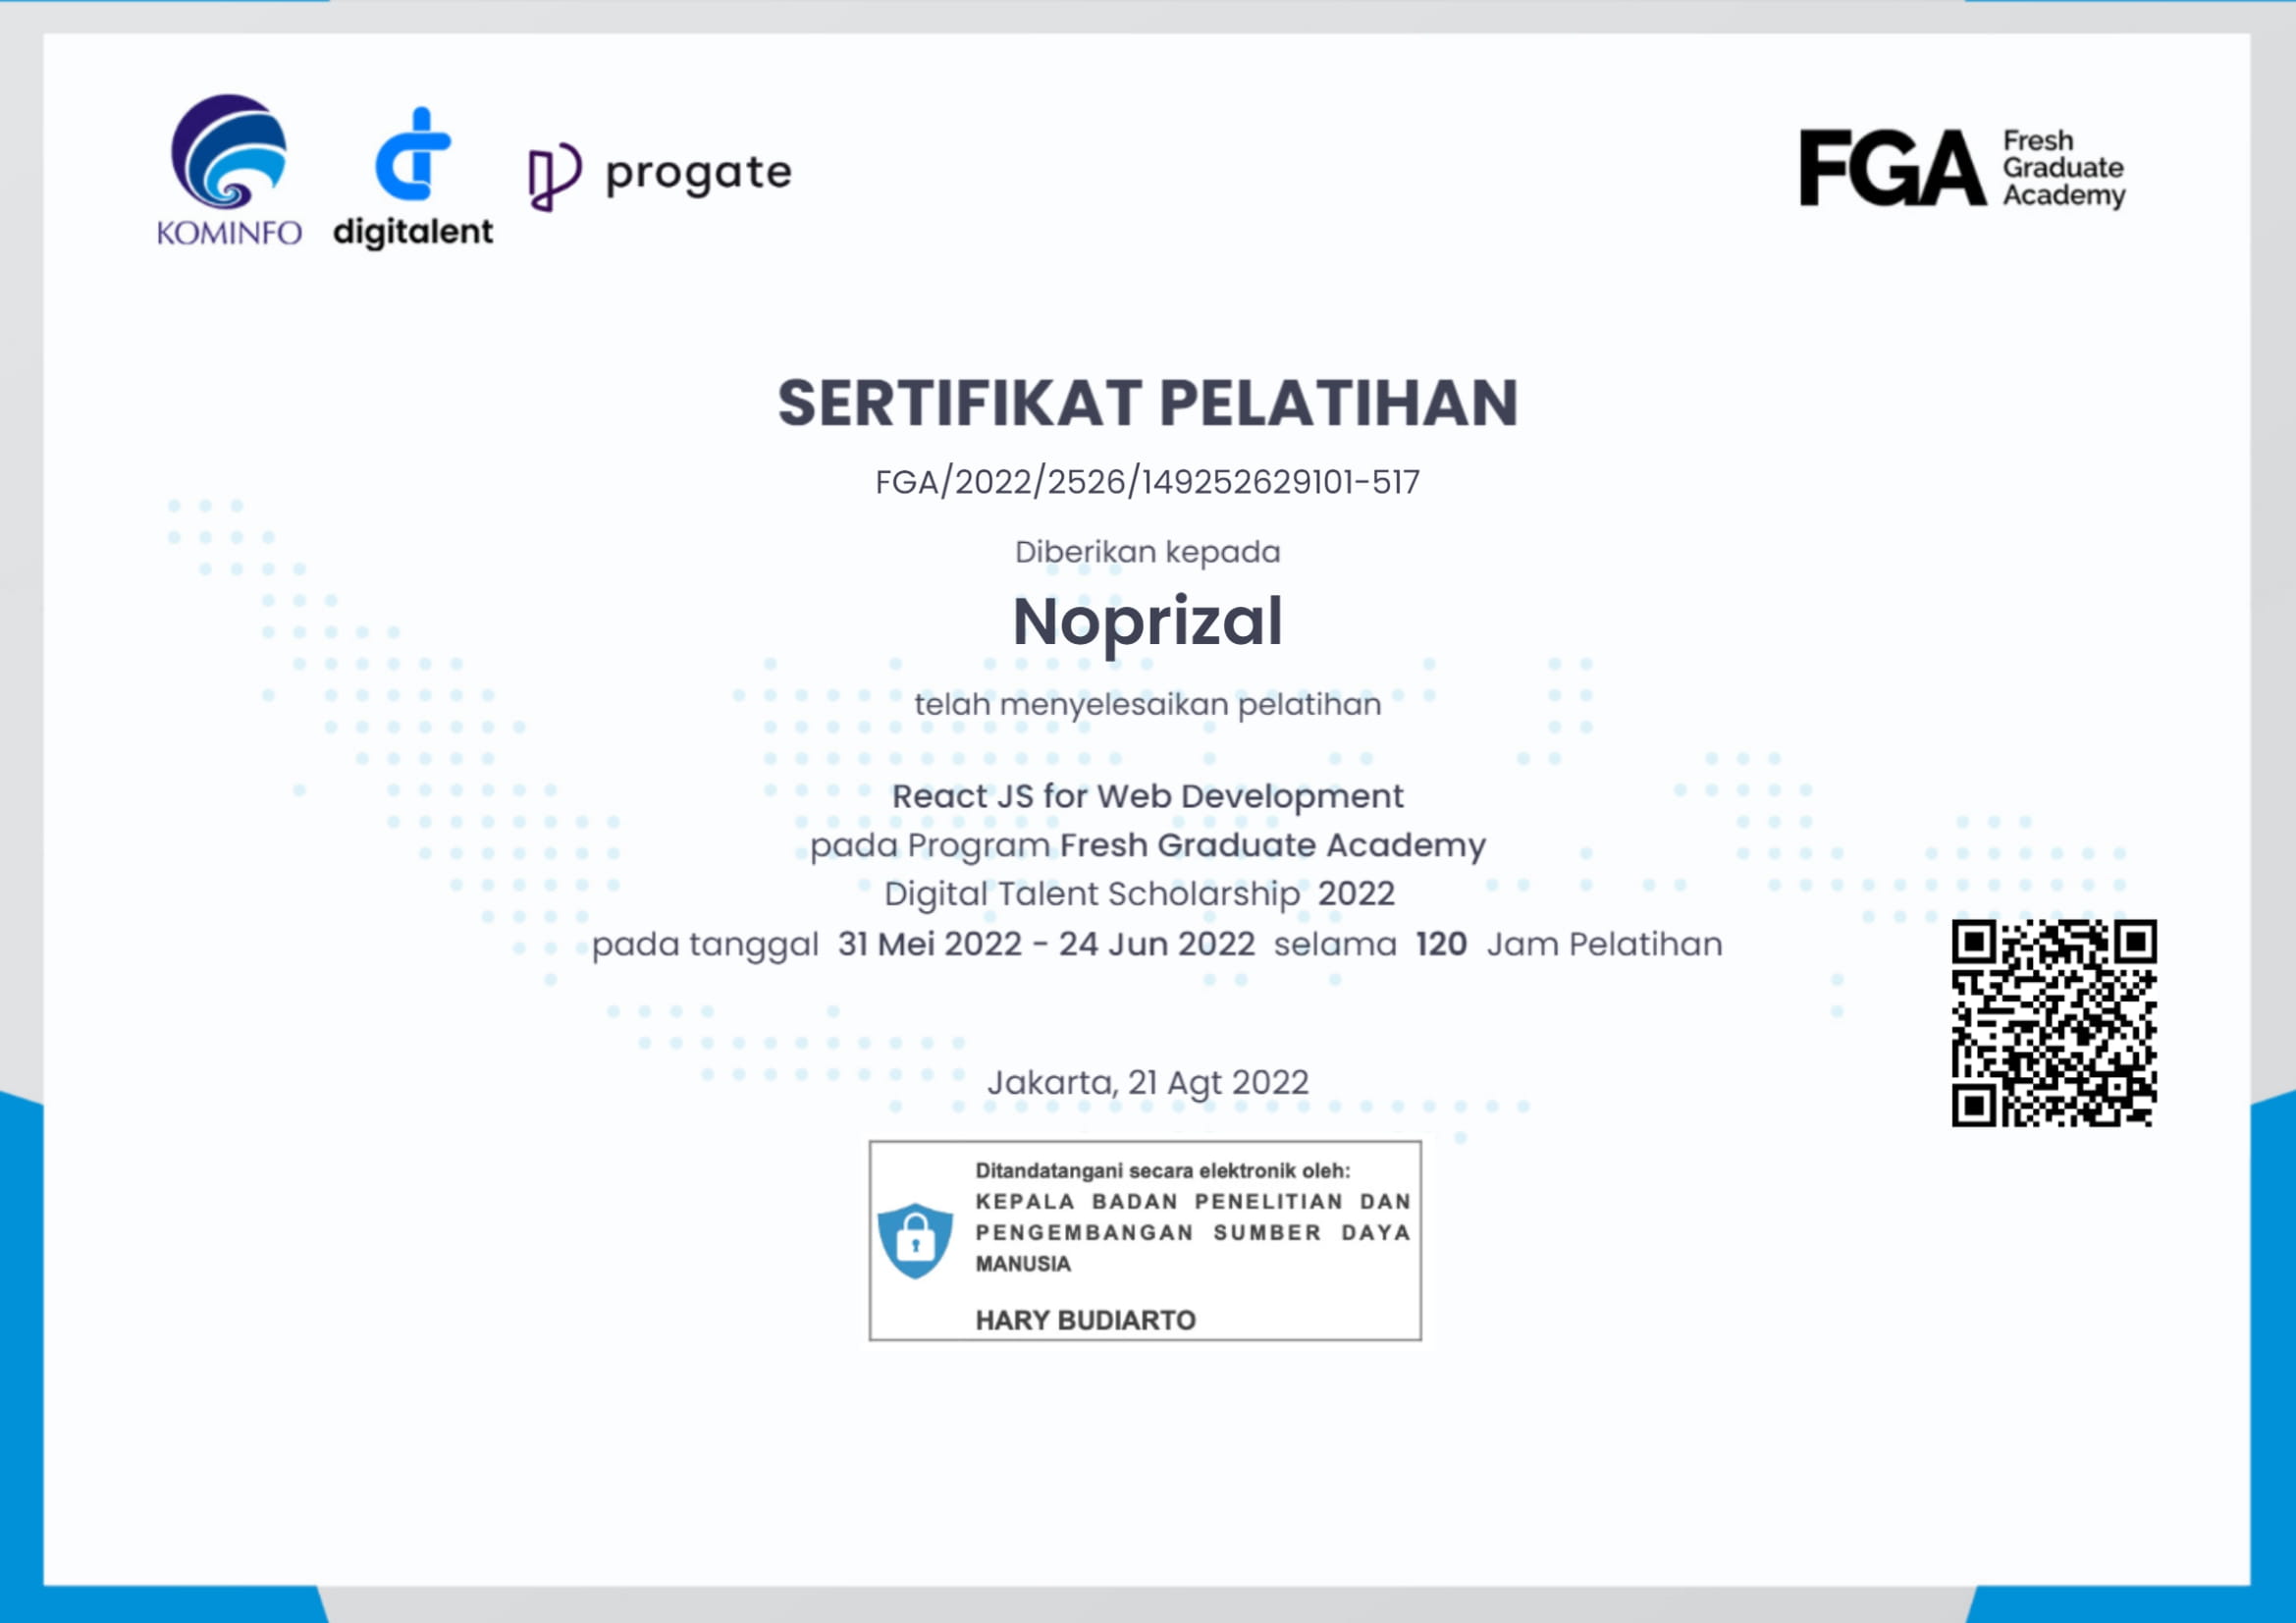 KOMINFO
digitalent
progate
FGA
Fresh
Graduate
Academy
SERTIFIKAT PELATIHAN
FGA/2022/2526/149252629101-517
Diberikan kepada
Noprizal
telah menyelesaikan pelatihan
React JS for Web Development
pada Program Fresh Graduate Academy
Digital Talent Scholarship 2022
pada tanggal 31 Mei 2022 - 24 Jun 2022 selama 120 Jam Pelatihan
Jakarta, 21 Agt 2022
Ditandatangani secara elektronik oleh:
KEPALA BADAN PENELITIAN DAN
PENGEMBANGAN SUMBER DAYA
MANUSIA
HARY BUDIARTO